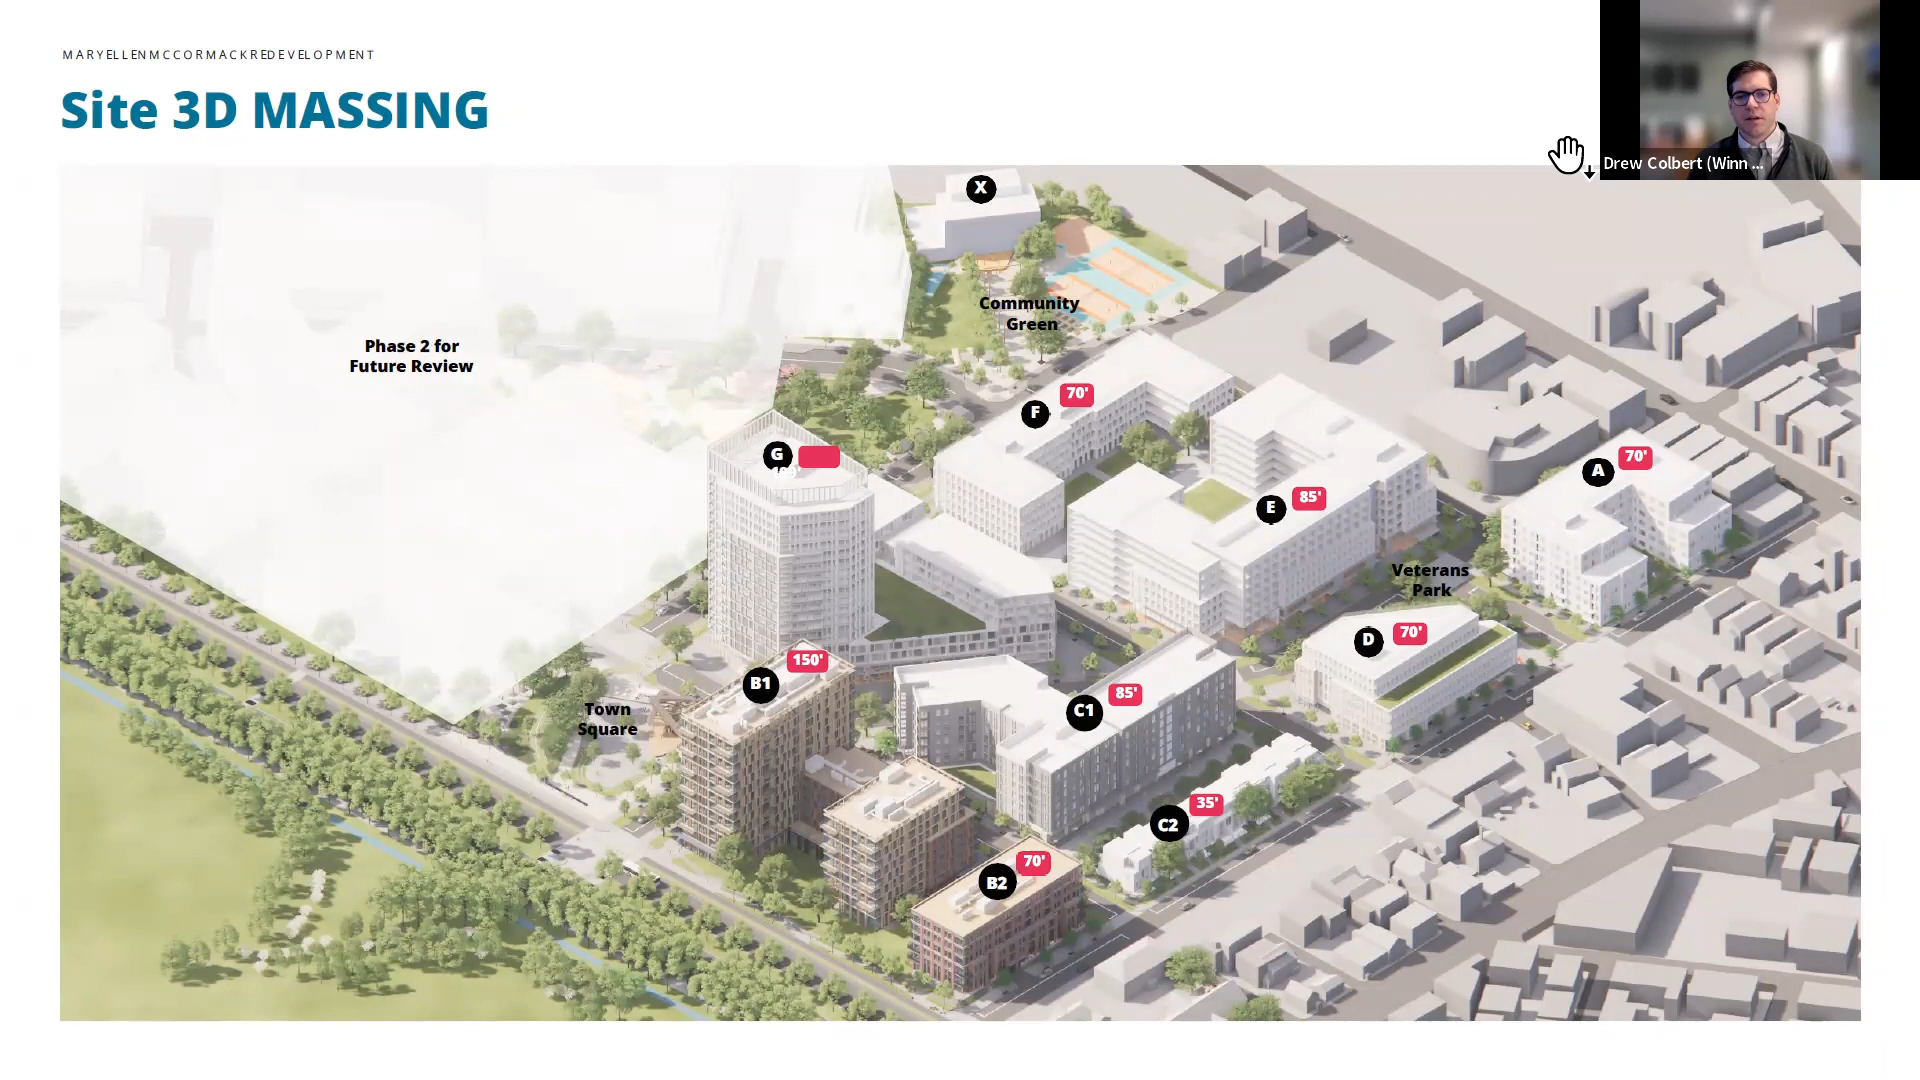 MARYELLENMCCORMACKREDEVELOPMENT
Site 3D MASSING
Drew Colbert (Winn ...
X
Community
Green
Phase 2 for
Future Review
F
70'
G
A
70'
E
85'
Veterans
Park
D
70'
B1
150'
Town
Square
C1
85'
C2
35'
B2
70'